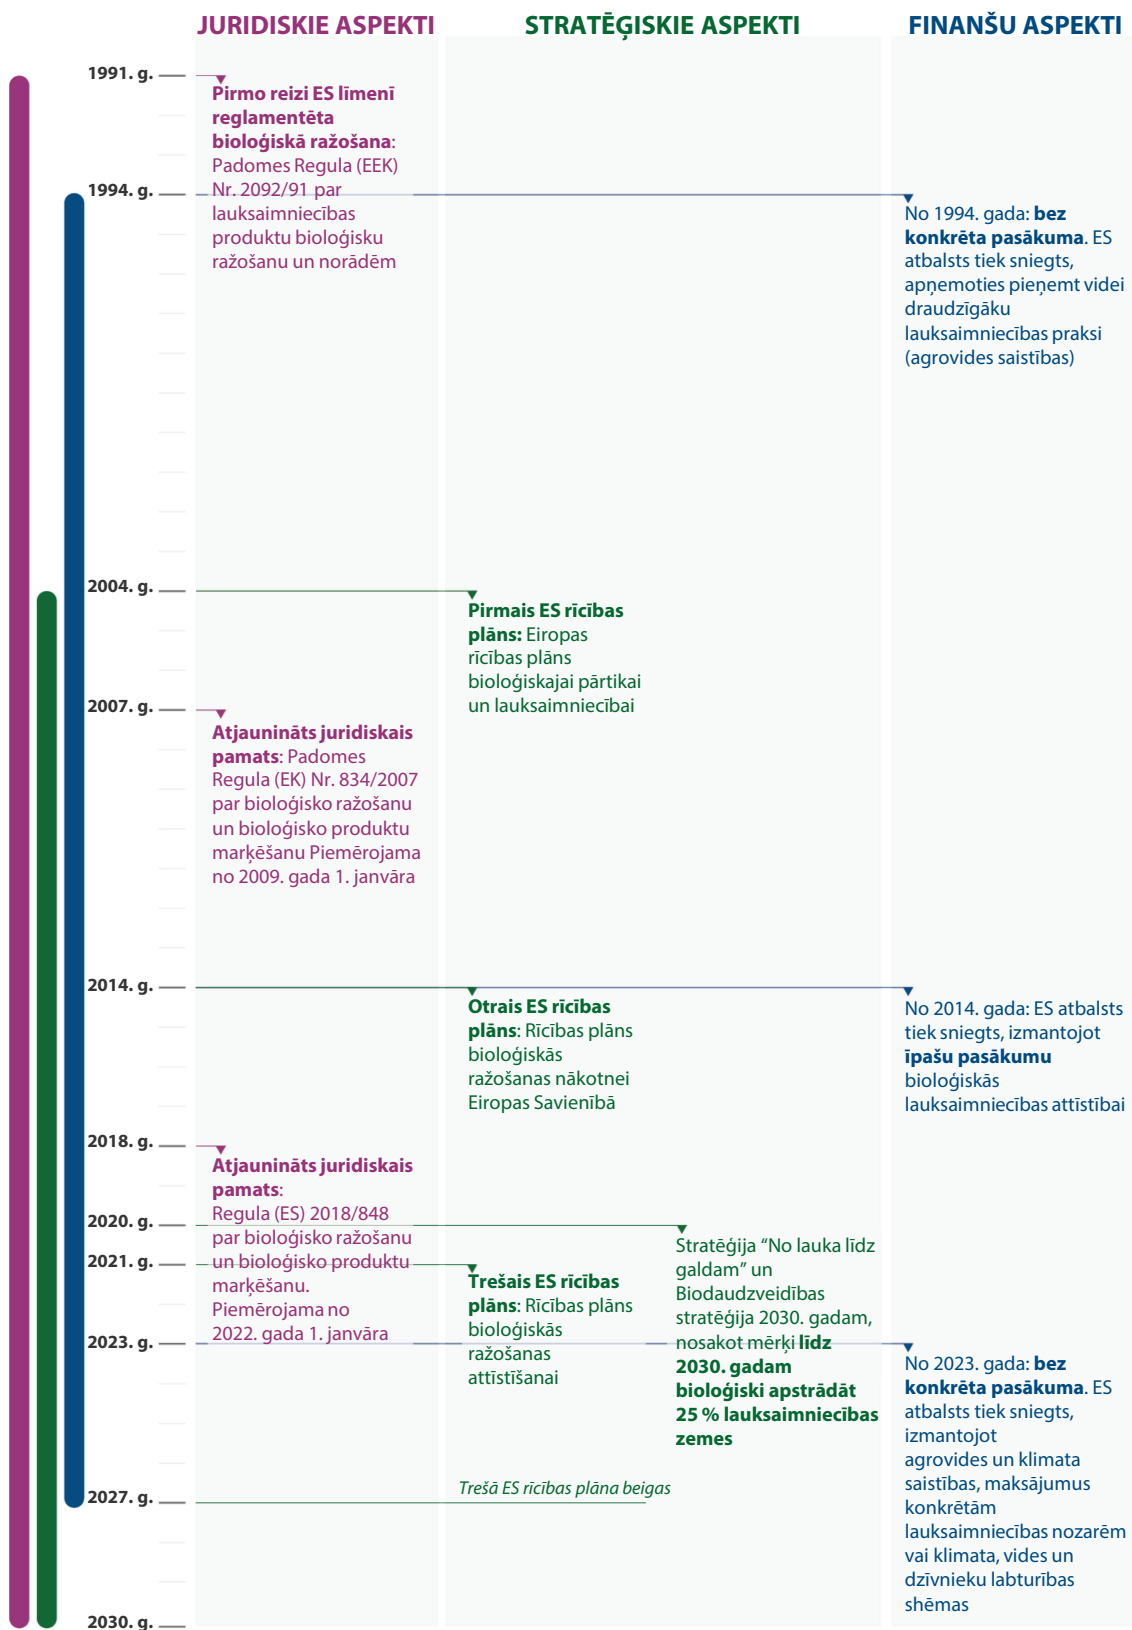 JURIDISKIE ASPEKTI
STRATĒĢISKIE ASPEKTI
FINANŠU ASPEKTI
1991. g.
Pirmo reizi ES līmenī
reglamentēta
bioloģiskā ražošana:
Padomes Regula (EEK)
Nr. 2092/91 par
lauksaimniecības
produktu bioloģisku
ražošanu un norādēm
1994. g.
No 1994. gada: bez
konkrēta pasākuma. ES
atbalsts tiek sniegts,
apņemoties pieņemt videi
draudzīgāku
lauksaimniecības praksi
(agrovides saistības)
2004. g.
Pirmais ES rīcības
plāns: Eiropas
rīcības plāns
bioloģiskajai pārtikai
un lauksaimniecībai
2007. g.
Atjaunināts juridiskais
pamats: Padomes
Regula (EK) Nr. 834/2007
par bioloģisko ražošanu
un bioloģisko produktu
marķēšanu Piemērojama
no 2009. gada 1. janvāra
2014. g.
Otrais ES rīcības
plāns: Rīcības plāns
bioloģiskās
ražošanas nākotnei
Eiropas Savienībā
No 2014. gada: ES atbalsts
tiek sniegts, izmantojot
īpašu pasākumu
bioloģiskās
lauksaimniecības attīstībai
2018. g.
Atjaunināts juridiskais
pamats:
Regula (ES) 2018/848
par bioloģisko ražošanu
un bioloģisko produktu
marķēšanu.
Piemērojama no
2022. gada 1. janvāra
2020. g.
Stratēģija “No lauka līdz
galdam” un
Biodaudzveidības
stratēģija 2030. gadam,
nosakot mērķi līdz
2030. gadam
bioloģiski apstrādāt
25 % lauksaimniecības
zemes
2021. g.
Trešais ES rīcības
plāns: Rīcības plāns
bioloģiskās
ražošanas
attīstīšanai
2023. g.
No 2023. gada: bez
konkrēta pasākuma. ES
atbalsts tiek sniegts,
izmantojot
agrovides un klimata
saistības, maksājumus
konkrētām
lauksaimniecības nozarēm
vai klimata, vides un
dzīvnieku labturības
shēmas
Trešā ES rīcības plāna beigas
2027. g.
2030. g.